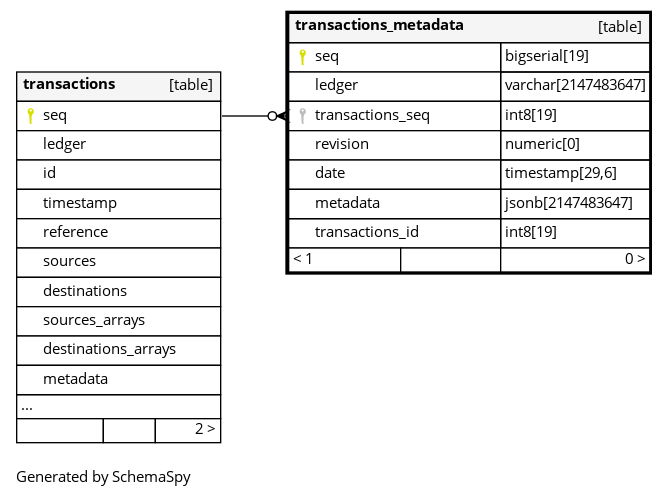 transactions_metadata [table]
seq bigserial[19]
ledger varchar[2147483647]
transactions_seq int8[19]
revision numeric[0]
date timestamp[29,6]
metadata jsonb[2147483647]
transactions_id int8[19]
< 1 0 >
transactions [table]
seq
ledger
id
timestamp
reference
sources
destinations
sources_arrays
destinations_arrays
metadata
...
2 >
Generated by SchemaSpy